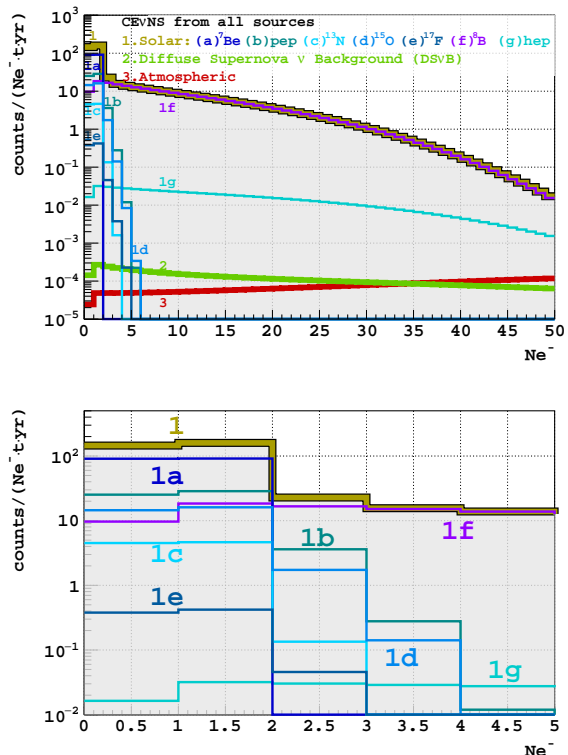 CEνNS from all sources
1.Solar: (a)⁷Be (b)pep (c)¹³N (d)¹⁵O (e)¹⁷F (f)⁸B (g)hep
2.Diffuse Supernova ν Background (DSνB)
3.Atmospheric
counts/(Ne⁻·t·yr)
10³
10²
10
1
10⁻¹
10⁻²
10⁻³
10⁻⁴
10⁻⁵
1
1a
1b
1c
1e
1f
1g
1d
2
3
0 5 10 15 20 25 30 35 40 45 50
Ne⁻
counts/(Ne⁻·t·yr)
10²
10
1
10⁻¹
10⁻²
1
1a
1b
1f
1c
1e
1d
1g
0 0.5 1 1.5 2 2.5 3 3.5 4 4.5 5
Ne⁻